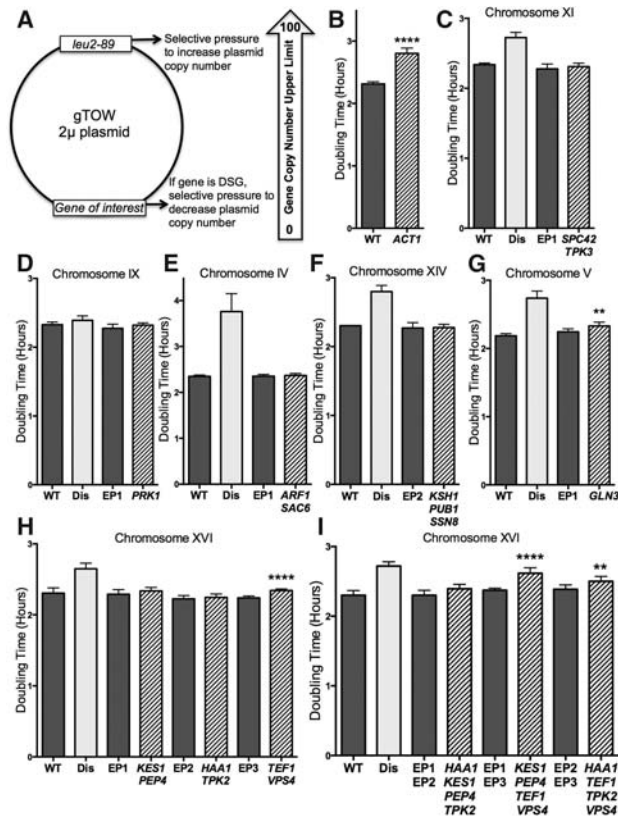 A
leu2-89
Selective pressure
to increase plasmid
copy number
gTOW
2µ plasmid
If gene is DSG,
selective pressure to
decrease plasmid
copy number
Gene of interest
100
Gene Copy Number Upper Limit
0
B
****
Doubling Time (Hours)
3
2
1
0
WT
ACT1
C
Chromosome XI
Doubling Time (Hours)
3
2
1
0
WT
Dis
EP1
SPC42
TPK3
D
Chromosome IX
Doubling Time (Hours)
3
2
1
0
WT
Dis
EP1
PRK1
E
Chromosome IV
Doubling Time (Hours)
4
3
2
1
0
WT
Dis
EP1
ARF1
SAC6
F
Chromosome XIV
Doubling Time (Hours)
3
2
1
0
WT
Dis
EP2
KSH1
PUB1
SSN8
G
Chromosome V
**
Doubling Time (Hours)
3
2
1
0
WT
Dis
EP1
GLN3
H
Chromosome XVI
****
Doubling Time (Hours)
3
2
1
0
WT
Dis
EP1
KES1
PEP4
EP2
HAA1
TPK2
EP3
TEF1
VPS4
I
Chromosome XVI
****
**
Doubling Time (Hours)
3
2
1
0
WT
Dis
EP1
EP2
HAA1
KES1
PEP4
TPK2
EP1
EP3
KES1
PEP4
TEF1
VPS4
EP2
EP3
HAA1
TEF1
TPK2
VPS4